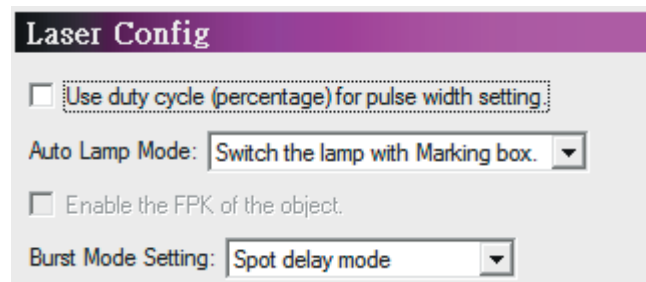 Laser Config
Use duty cycle (percentage) for pulse width setting.
Auto Lamp Mode: Switch the lamp with Marking box.
Enable the FPK of the object.
Burst Mode Setting: Spot delay mode